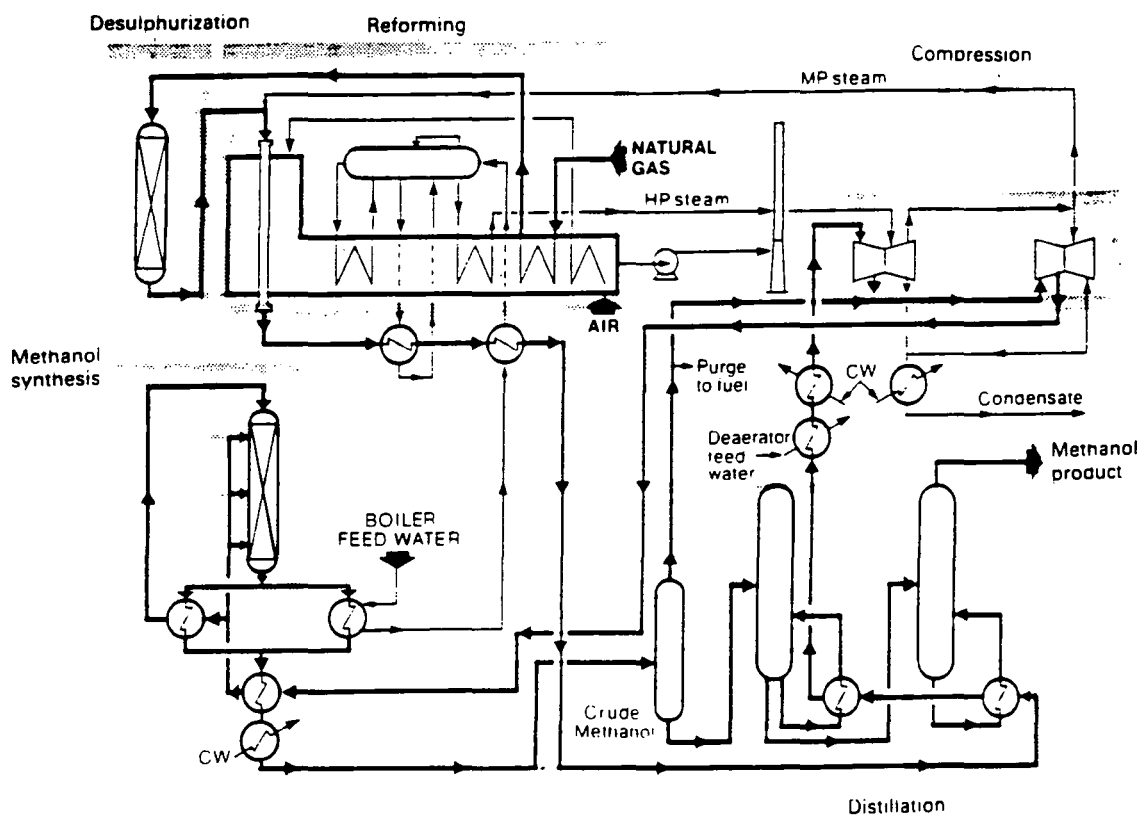 Desulphurization
Reforming
Compression
MP steam
NATURAL
GAS
HP steam
AIR
Methanol
synthesis
Purge
to fuel
CW
Condensate
Deaerator
feed
water
Methanol
product
BOILER
FEED WATER
Crude
Methanol
CW
Distillation